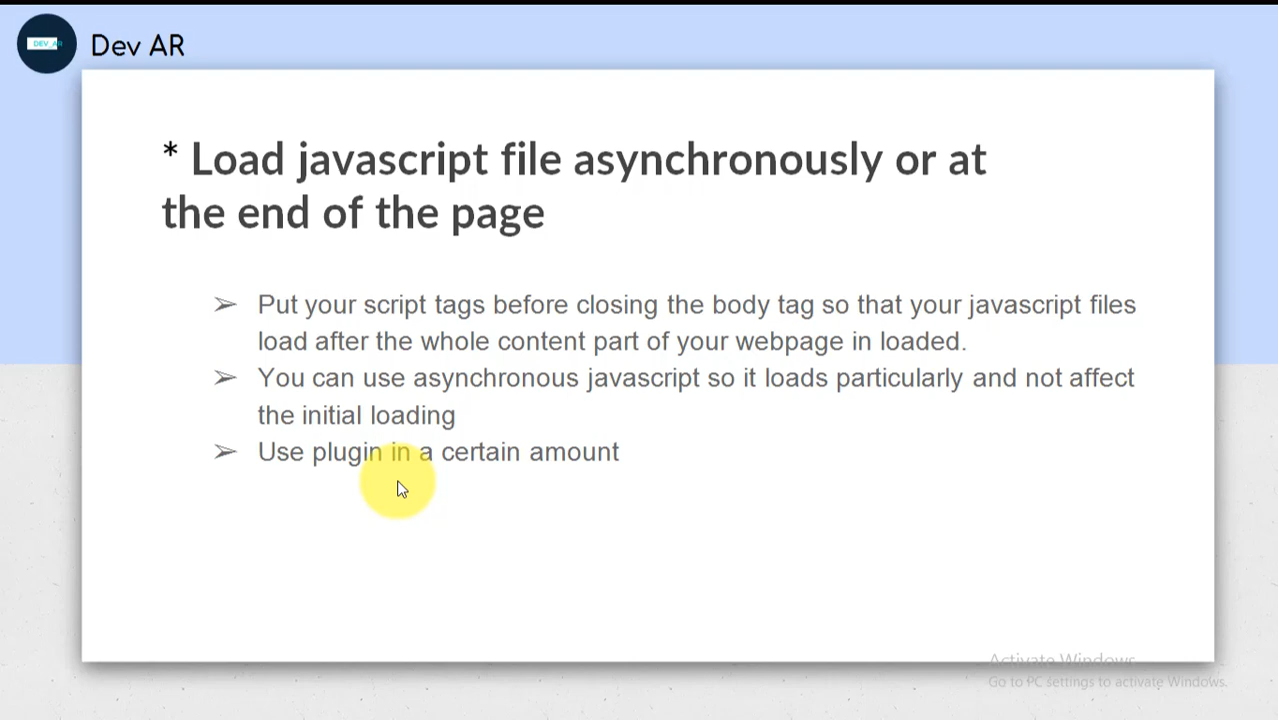 DEV_AR
Dev AR
* Load javascript file asynchronously or at
the end of the page
➢ Put your script tags before closing the body tag so that your javascript files
load after the whole content part of your webpage in loaded.
➢ You can use asynchronous javascript so it loads particularly and not affect
the initial loading
➢ Use plugin in a certain amount
Activate Windows
Go to PC settings to activate Windows.